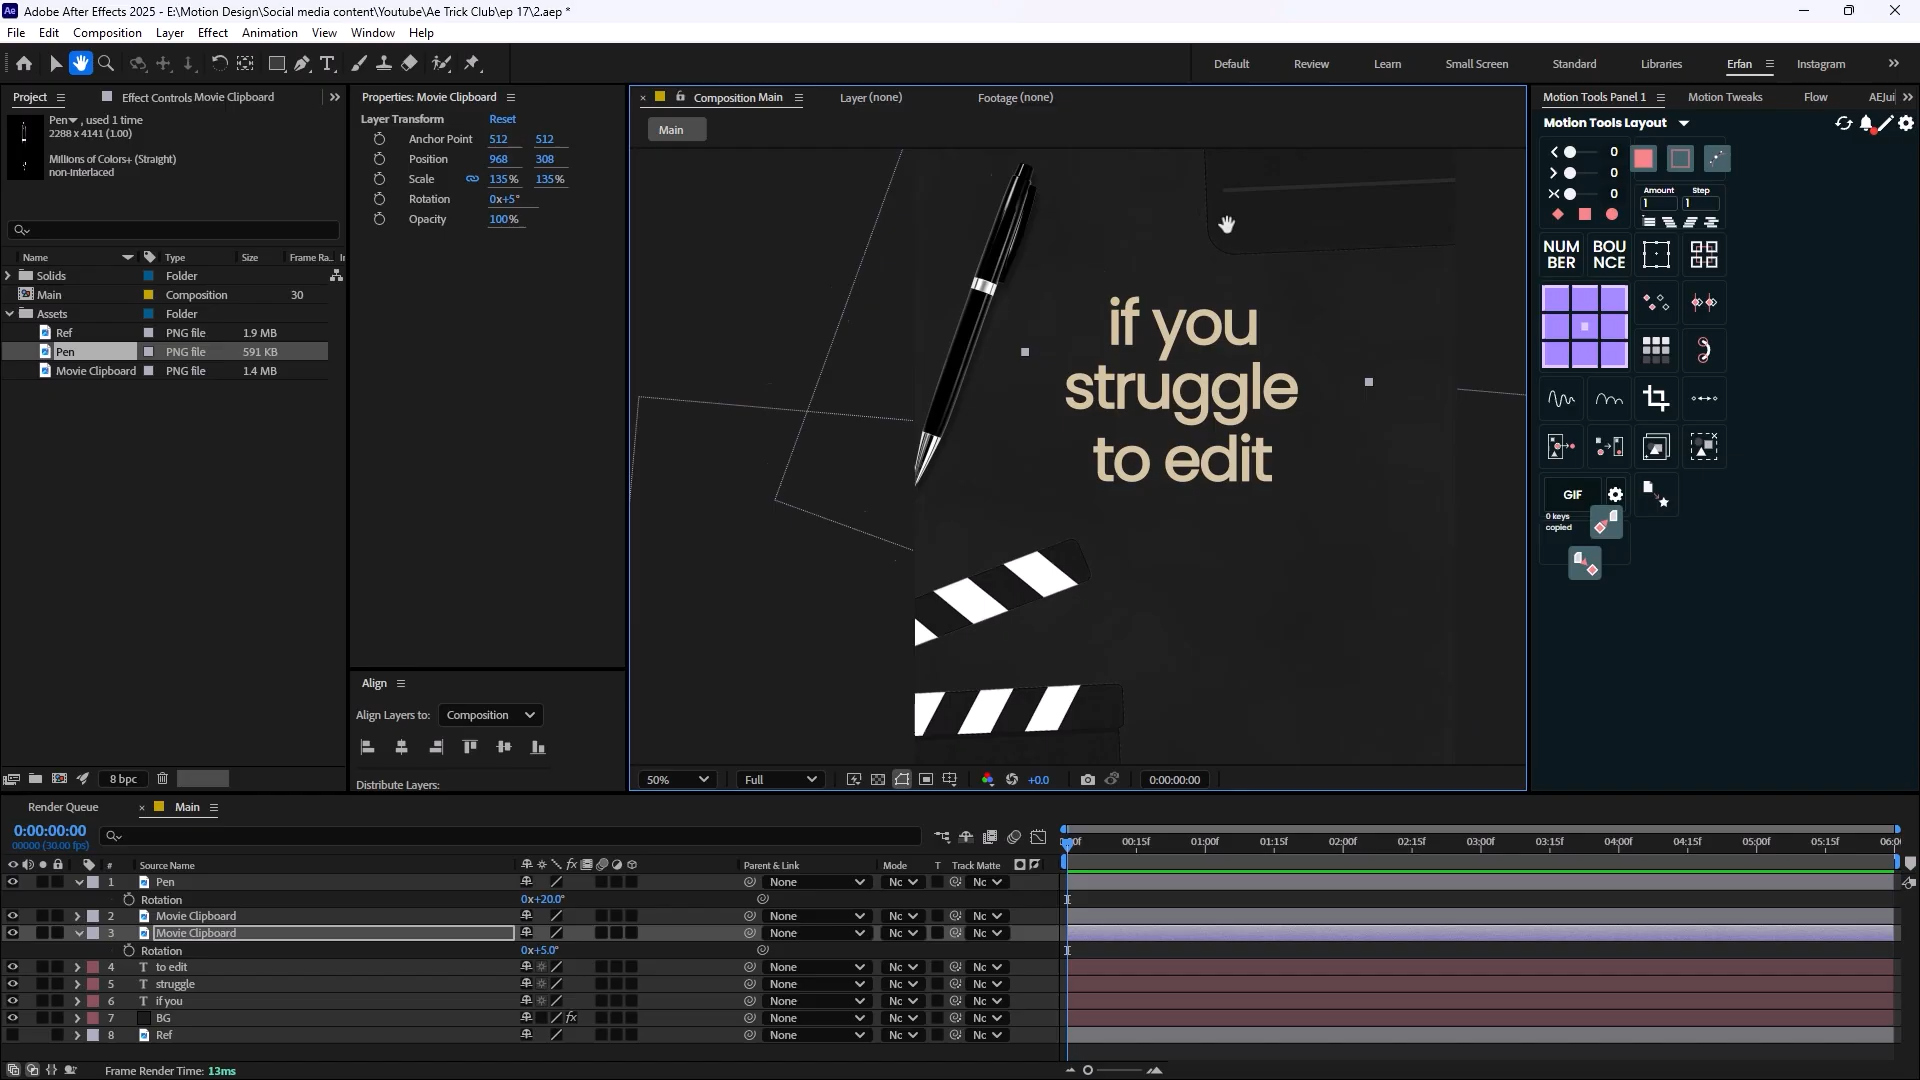 Ae Adobe After Effects 2025 - E:\Motion Design\Social media content\Youtube\Ae Trick Club\ep 17\2.aep *
File Edit Composition Layer Effect Animation View Window Help
Default Review Learn Small Screen Standard Libraries Erfan Instagram
Project Effect Controls Movie Clipboard
Pen, used 1 time
2288 x 4141 (1.00)
Millions of Colors+ (Straight)
non-Interlaced
Name Type Size Frame Ra..
Solids Folder
Main Composition 30
Assets Folder
Ref PNG file 1.9 MB
Pen PNG file 591 KB
Movie Clipboard PNG file 1.4 MB
8 bpc
Properties: Movie Clipboard
Layer Transform Reset
Anchor Point 512 512
Position 968 308
Scale 135% 135%
Rotation 0x+5°
Opacity 100%
Align
Align Layers to: Composition
Distribute Layers:
Composition Main Layer (none) Footage (none)
Main
if you
struggle
to edit
50% Full +0.0 0:00:00:00
Motion Tools Panel 1 Motion Tweaks Flow AEJui
Motion Tools Layout
0
0
0
Amount Step
1 1
NUM
BER
BOU
NCE
GIF
0 keys
copied
Render Queue Main
0:00:00:00
00000 (30.00 fps)
# Source Name Parent & Link Mode T Track Matte
00:15f 01:00f 01:15f 02:00f 02:15f 03:00f 03:15f 04:00f 04:15f 05:00f 05:15f
1 Pen None Nc Nc
Rotation 0x+20.0°
2 Movie Clipboard None Nc Nc
3 Movie Clipboard None Nc Nc
Rotation 0x+5.0°
4 T to edit None Nc Nc
5 T struggle None Nc Nc
6 T if you None Nc Nc
7 BG fx None Nc Nc
8 Ref None Nc Nc
Frame Render Time: 13ms